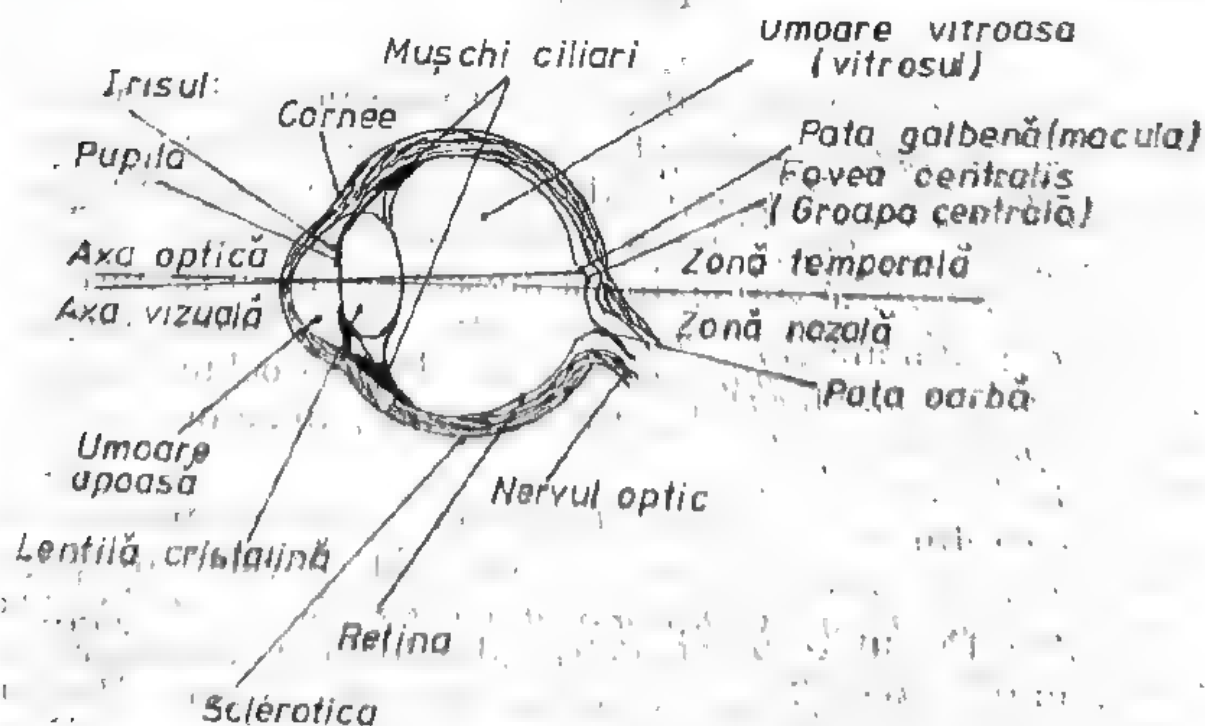 Umoare vitroasa
(vitrosul)
Mușchi ciliari
Irisul
Cornee
Pupila
Pata galbenă (macula)
Fovea centralis
(Groapa centrală)
Axa optică
Zonă temporală
Axa vizuală
Zonă nazală
Pata oarbă
Umoare
apoasă
Nervul optic
Lentilă cristalină
Retina
Sclerotica